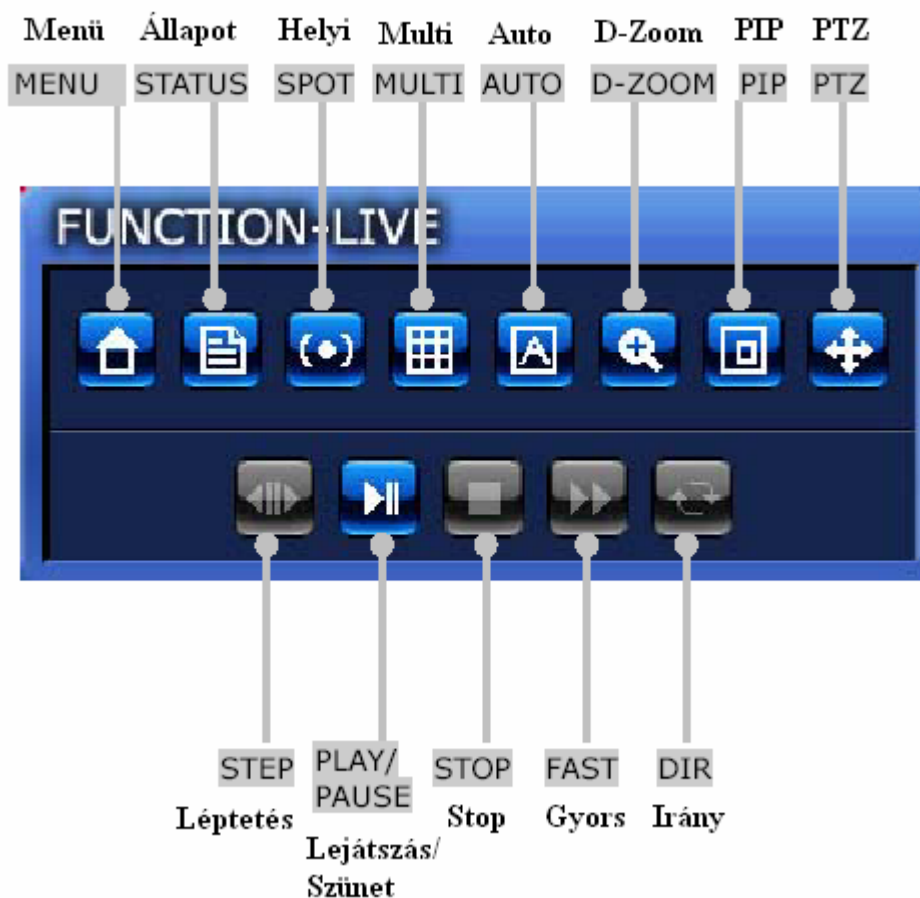 Menü Állapot Helyi Multi Auto D-Zoom PIP PTZ
MENU STATUS SPOT MULTI AUTO D-ZOOM PIP PTZ
FUNCTION-LIVE
A
STEP PLAY/ STOP FAST DIR
PAUSE
Léptetés Stop Gyors Irány
Lejátszás/
Szünet